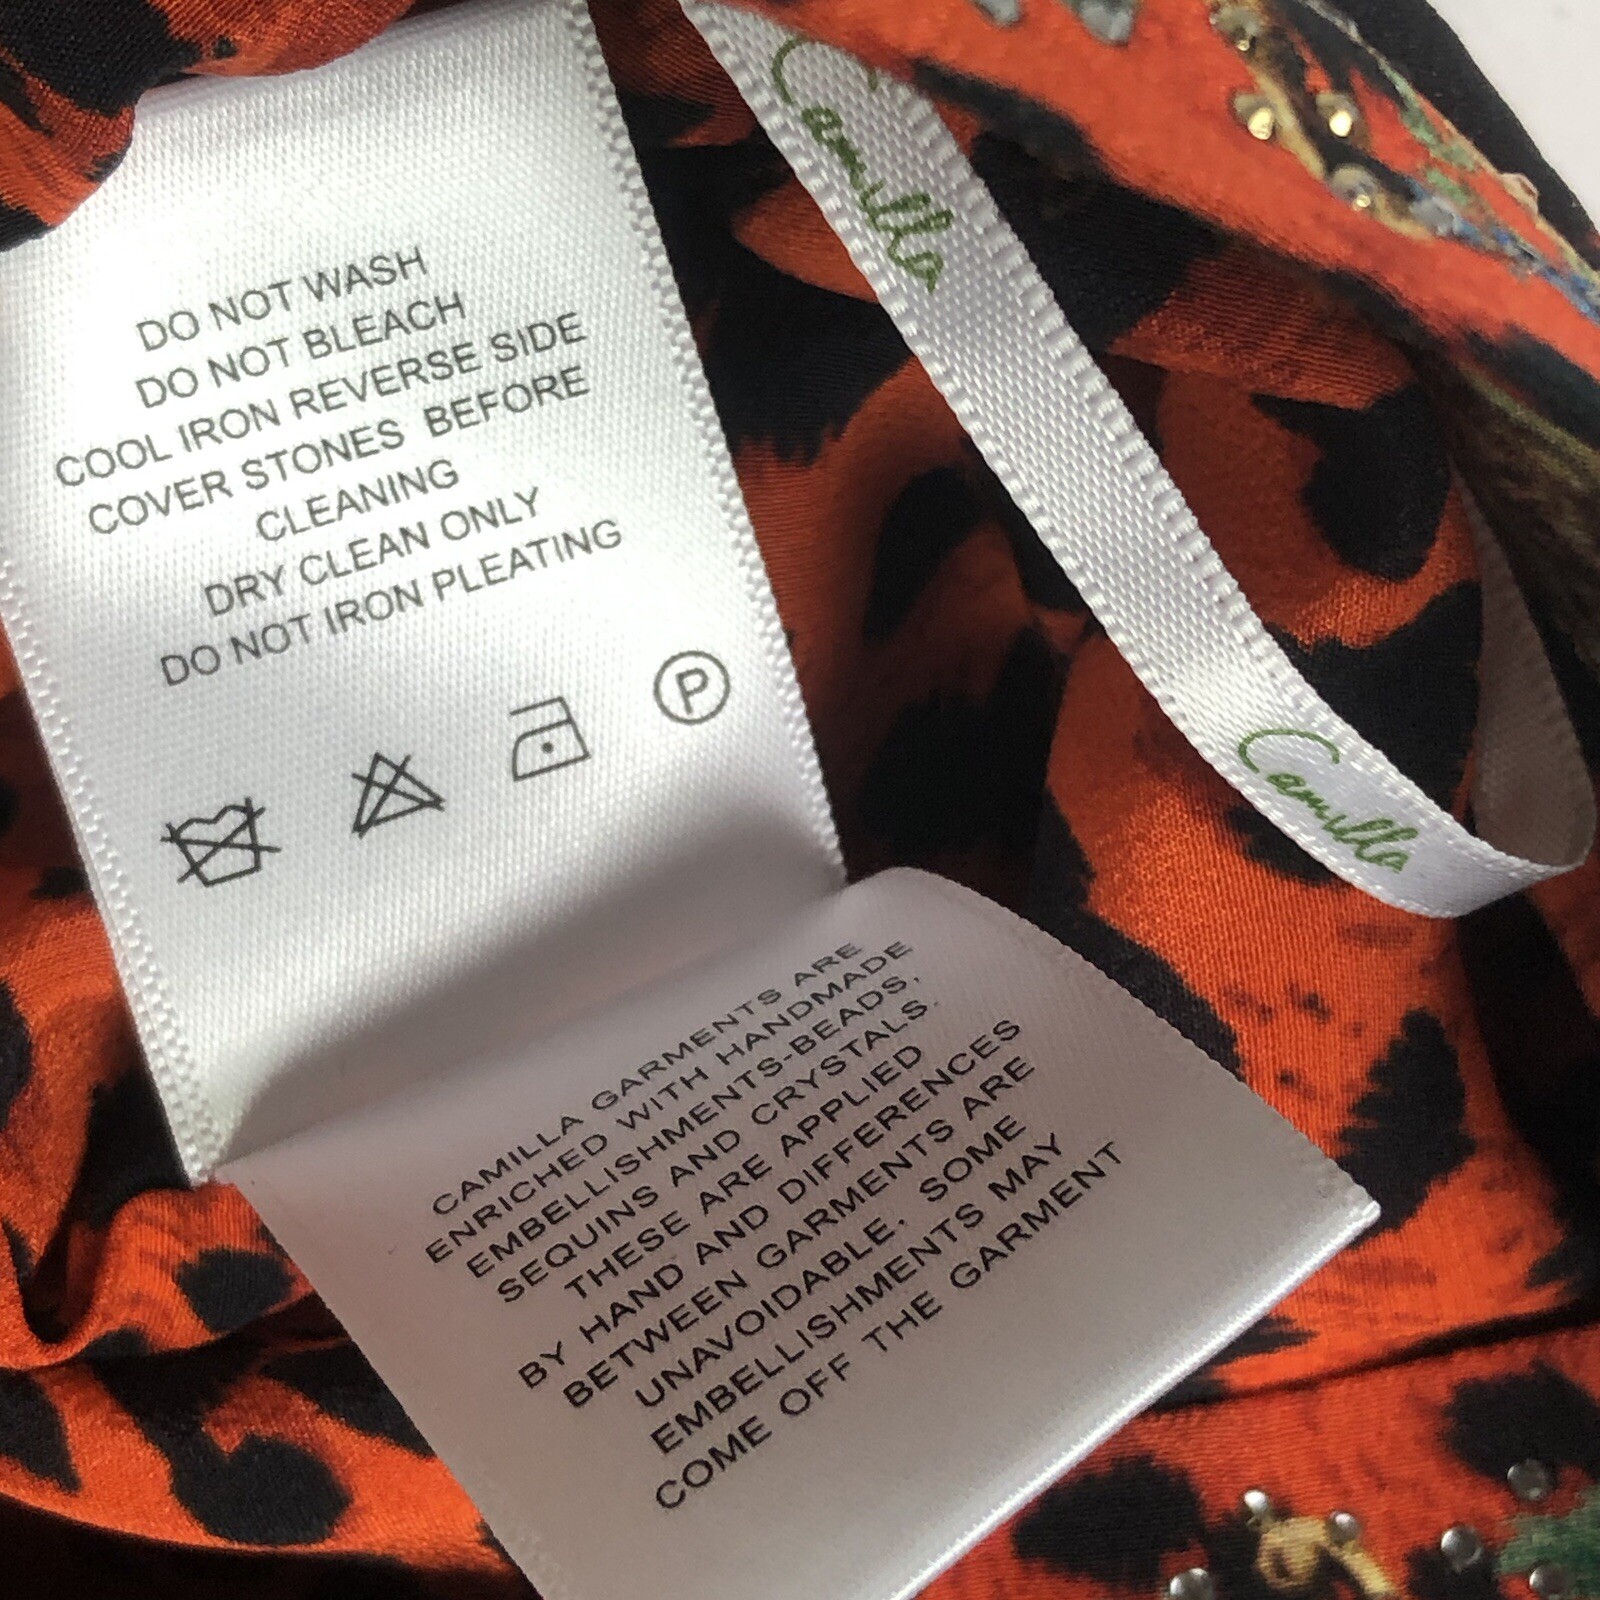 DO NOT WASH
DO NOT BLEACH
COOL IRON REVERSE SIDE
COVER STONES BEFORE
CLEANING
DRY CLEAN ONLY
DO NOT IRON PLEATING
P
Camilla
Camilla
CAMILLA GARMENTS ARE
ENRICHED WITH HANDMADE
EMBELLISHMENTS-BEADS,
SEQUINS AND CRYSTALS.
THESE ARE APPLIED
BY HAND AND DIFFERENCES
BETWEEN GARMENTS ARE
UNAVOIDABLE, SOME
EMBELLISHMENTS MAY
COME OFF THE GARMENT